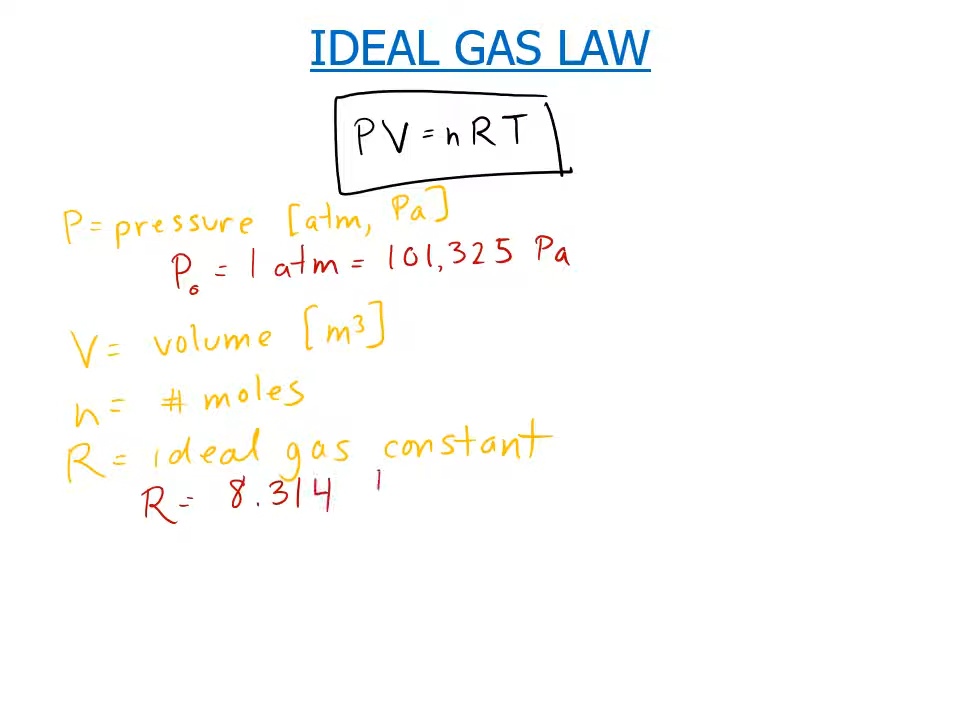 IDEAL GAS LAW
PV = nRT
P = pressure [atm, Pa]
P₀ = 1 atm = 101,325 Pa
V = volume [m³]
n = # moles
R = ideal gas constant
R = 8.314